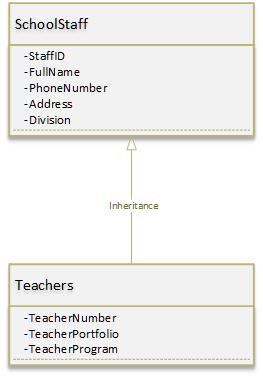 SchoolStaff
-StaffID
-FullName
-PhoneNumber
-Address
-Division
Inheritance
Teachers
-TeacherNumber
-TeacherPortfolio
-TeacherProgram